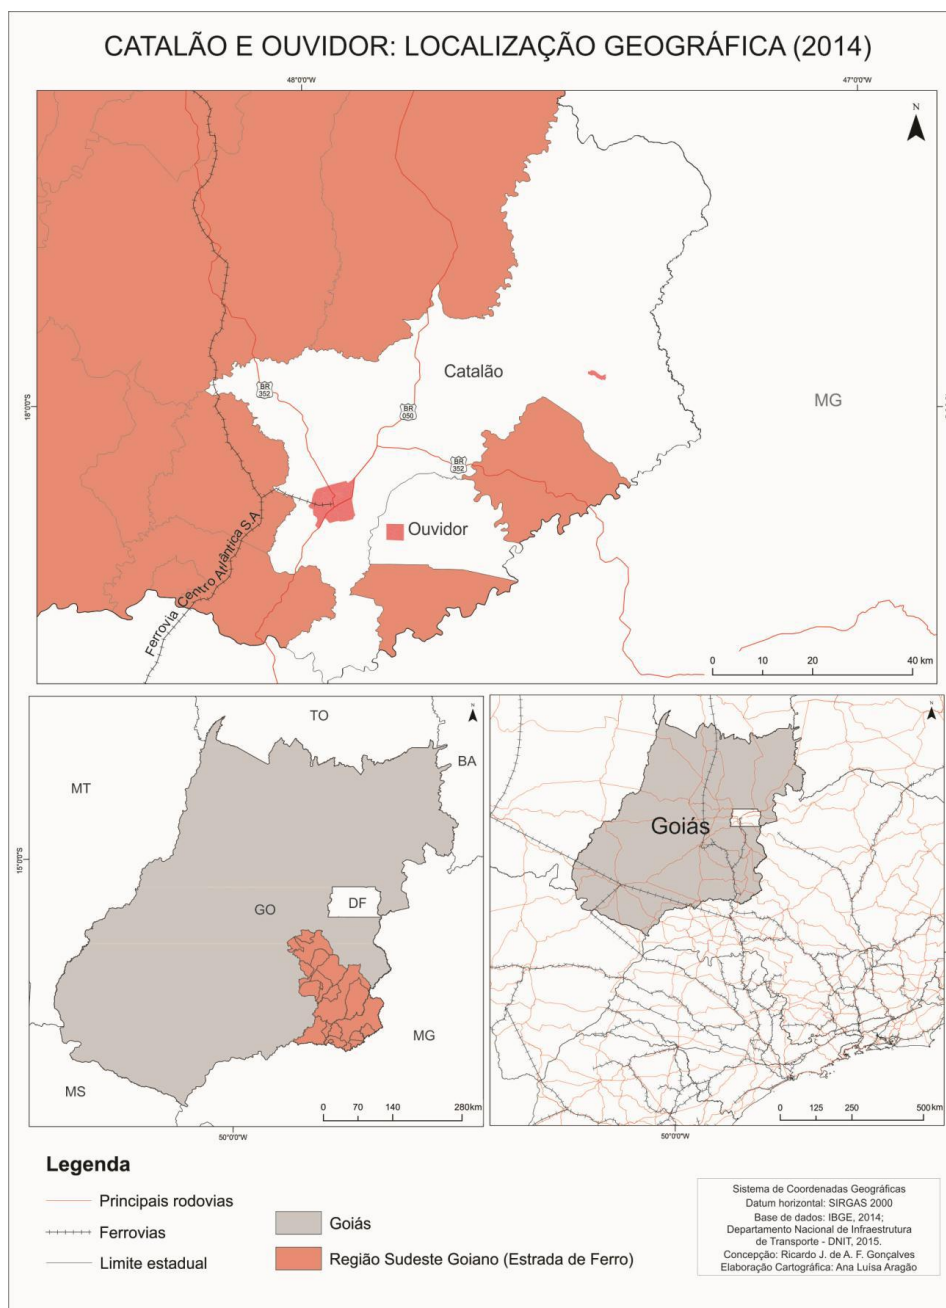 CATALÃO E OUVIDOR: LOCALIZAÇÃO GEOGRÁFICA (2014)
48°0'0"W
47°0'0"W
N
Catalão
BR
352
18°0'0"S
BR
050
MG
BR
352
Ouvidor
Ferrovia Centro Atlântica S.A
0 10 20 40 km
TO
N
BA
MT
15°0'0"S
GO
DF
MG
MS
0 70 140 280km
50°0'0"W
N
Goiás
0 125 250 500km
50°0'0"W
Legenda
Principais rodovias
Ferrovias
Limite estadual
Goiás
Região Sudeste Goiano (Estrada de Ferro)
Sistema de Coordenadas Geográficas
Datum horizontal: SIRGAS 2000
Base de dados: IBGE, 2014;
Departamento Nacional de Infraestrutura
de Transporte - DNIT, 2015.
Concepção: Ricardo J. de A. F. Gonçalves
Elaboração Cartográfica: Ana Luísa Aragão